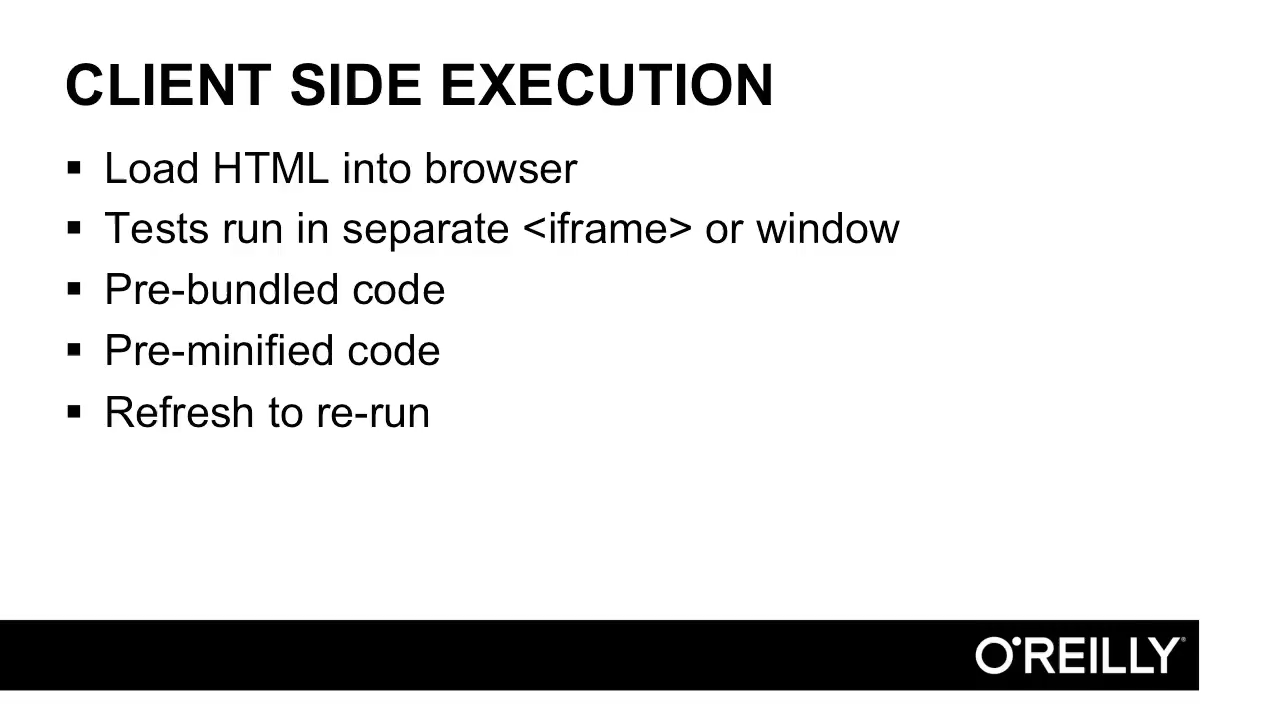 CLIENT SIDE EXECUTION
▪ Load HTML into browser
▪ Tests run in separate <iframe> or window
▪ Pre-bundled code
▪ Pre-minified code
▪ Refresh to re-run
O'REILLY®